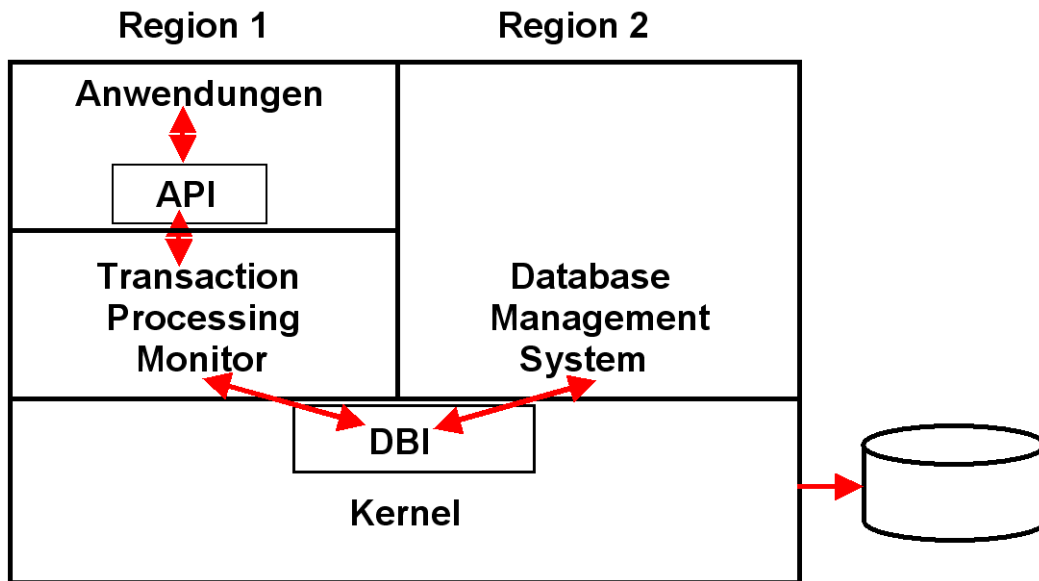 Region 1
Region 2
Anwendungen
API
Transaction
Processing
Monitor
Database
Management
System
DBI
Kernel